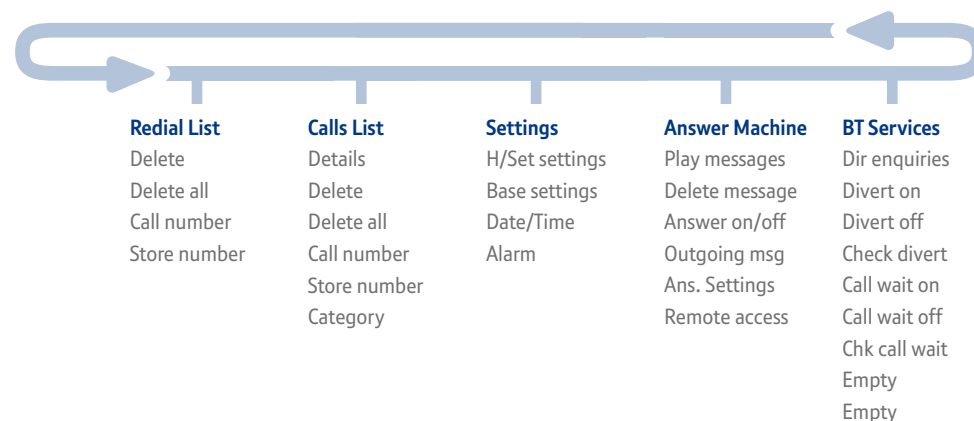 Redial List
Delete
Delete all
Call number
Store number
Calls List
Details
Delete
Delete all
Call number
Store number
Category
Settings
H/Set settings
Base settings
Date/Time
Alarm
Answer Machine
Play messages
Delete message
Answer on/off
Outgoing msg
Ans. Settings
Remote access
BT Services
Dir enquiries
Divert on
Divert off
Check divert
Call wait on
Call wait off
Chk call wait
Empty
Empty